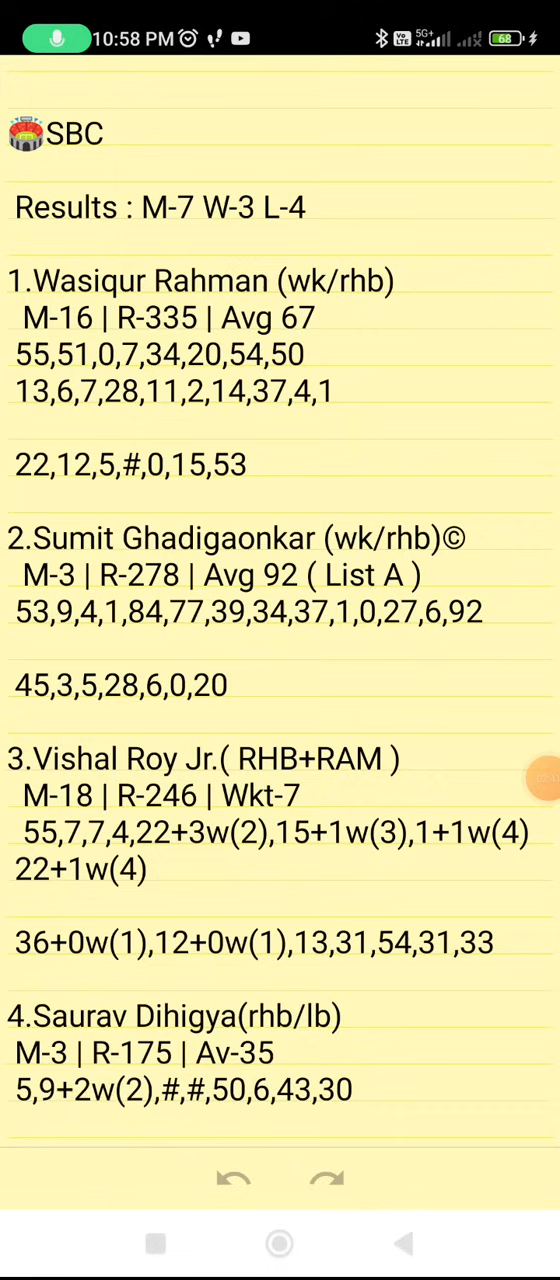 10:58 PM
Vo LTE 5G+ 68
🏟️SBC
Results : M-7 W-3 L-4
1.Wasiqur Rahman (wk/rhb)
M-16 | R-335 | Avg 67
55,51,0,7,34,20,54,50
13,6,7,28,11,2,14,37,4,1
22,12,5,#,0,15,53
2.Sumit Ghadigaonkar (wk/rhb)©
M-3 | R-278 | Avg 92 ( List A )
53,9,4,1,84,77,39,34,37,1,0,27,6,92
45,3,5,28,6,0,20
3.Vishal Roy Jr.( RHB+RAM )
M-18 | R-246 | Wkt-7
55,7,7,4,22+3w(2),15+1w(3),1+1w(4)
22+1w(4)
36+0w(1),12+0w(1),13,31,54,31,33
4.Saurav Dihigya(rhb/lb)
M-3 | R-175 | Av-35
5,9+2w(2),#,#,50,6,43,30